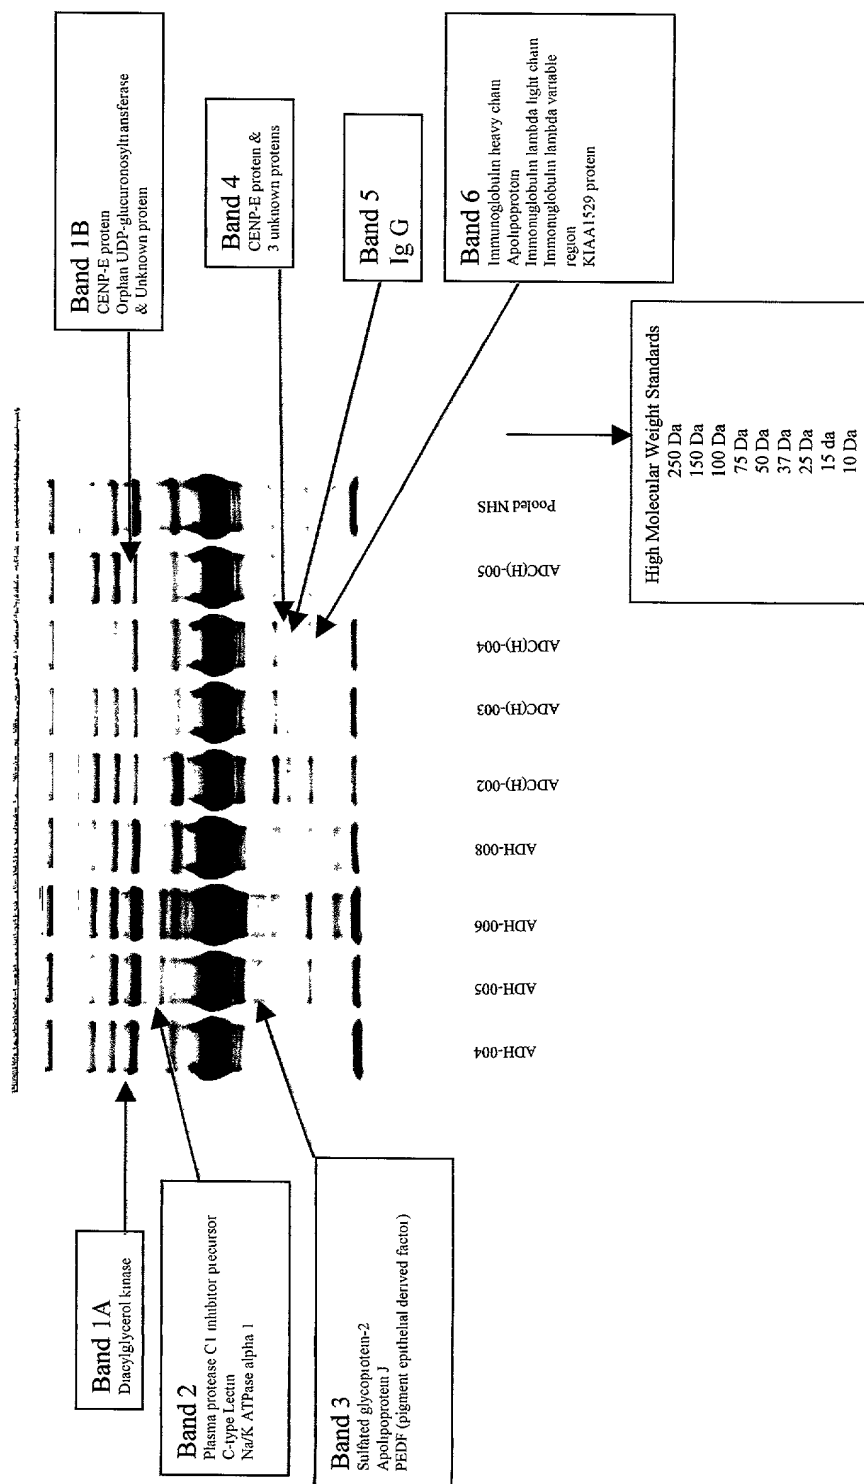 Band 1A
Diacylglycerol kinase
Band 2
Plasma protease C1 inhibitor precursor
C-type Lectin
Na/K ATPase alpha 1
Band 3
Sulfated glycoprotein-2
Apolipoprotein J
PEDF (pigment epithelial derived factor)
Band 1B
CENP-E protein
Orphan UDP-glucuronosyltransferase
& Unknown protein
Band 4
CENP-E protein &
3 unknown proteins
Band 5
Ig G
Band 6
Immunoglobulin heavy chain
Apolipoprotein
Immonuglobulin lambda light chain
Immonuglobulin lambda variable
region
KIAA1529 protein
ADH-004
ADH-005
ADH-006
ADH-008
ADC(H)-002
ADC(H)-003
ADC(H)-004
ADC(H)-005
Pooled NHS
High Molecular Weight Standards
250 Da
150 Da
100 Da
75 Da
50 Da
37 Da
25 Da
15 da
10 Da